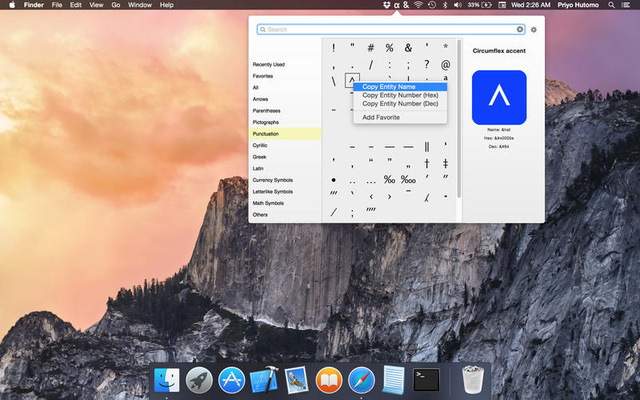 Finder File Edit View Go Window Help
33% Wed 2:26 AM Priyo Hutomo
Search
Recently Used
Favorites
All
Arrows
Parentheses
Pictographs
Punctuation
Cyrillic
Greek
Latin
Currency Symbols
Letterlike Symbols
Math Symbols
Others
! " # % & ' *
, . / : ; ? @
\ ^
Copy Entity Name
Copy Entity Number (Hex)
Copy Entity Number (Dec)
Add Favorite
Circumflex accent
^
Name: &hat
Hex: &#x0005e
Dec: &#94